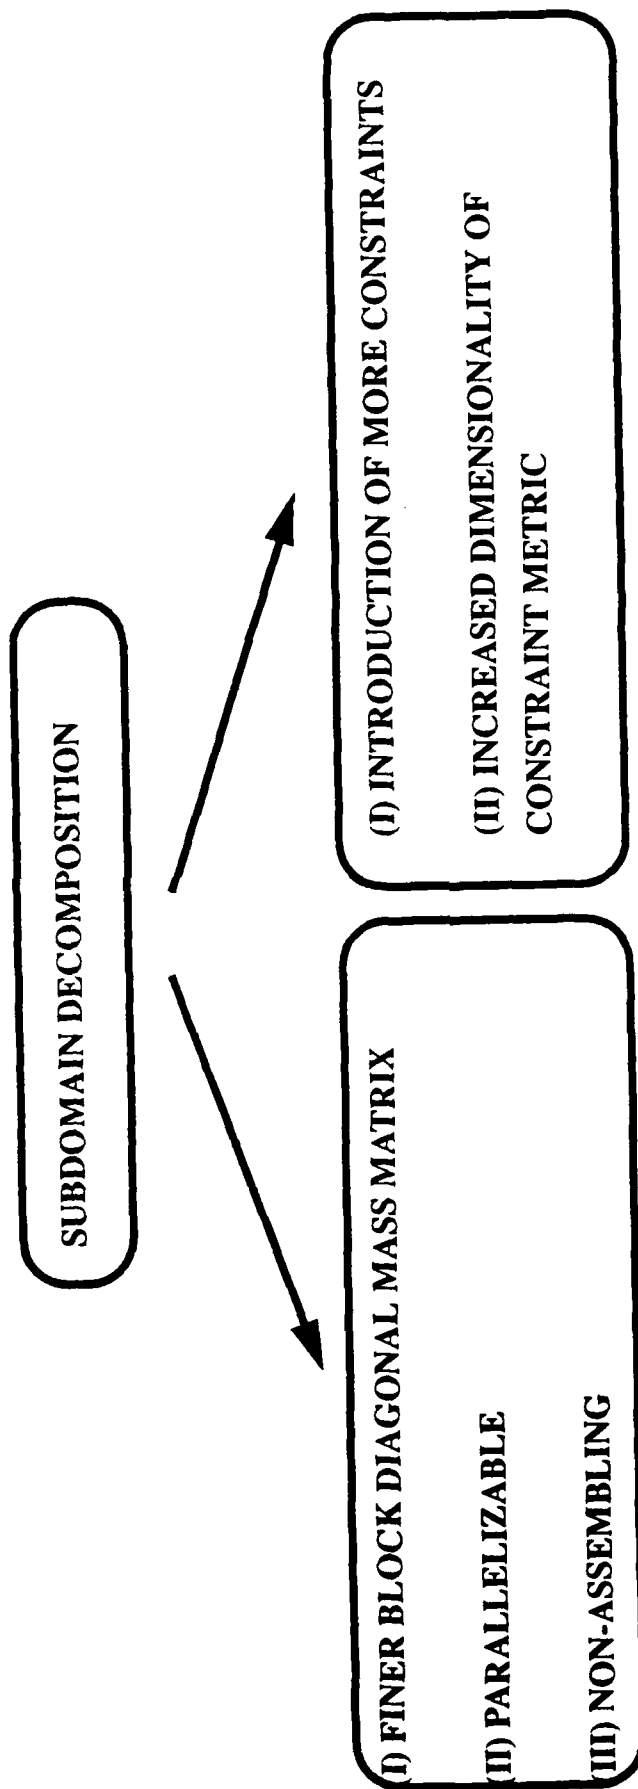 SUBDOMAIN DECOMPOSITION
(I) FINER BLOCK DIAGONAL MASS MATRIX
(II) PARALLELIZABLE
(III) NON-ASSEMBLING
(I) INTRODUCTION OF MORE CONSTRAINTS
(II) INCREASED DIMENSIONALITY OF
CONSTRAINT METRIC